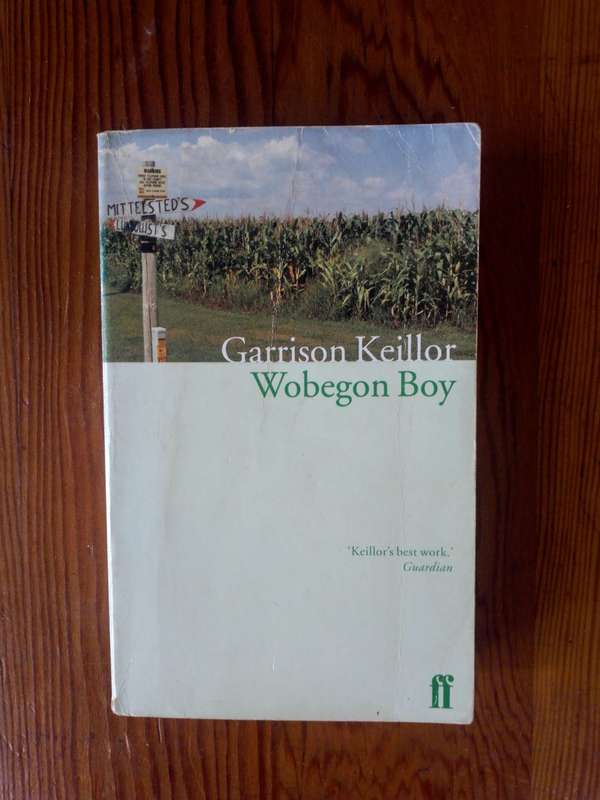 MITTELSTED'S
Garrison Keillor
Wobegon Boy
'Keillor's best work.'
Guardian
ff